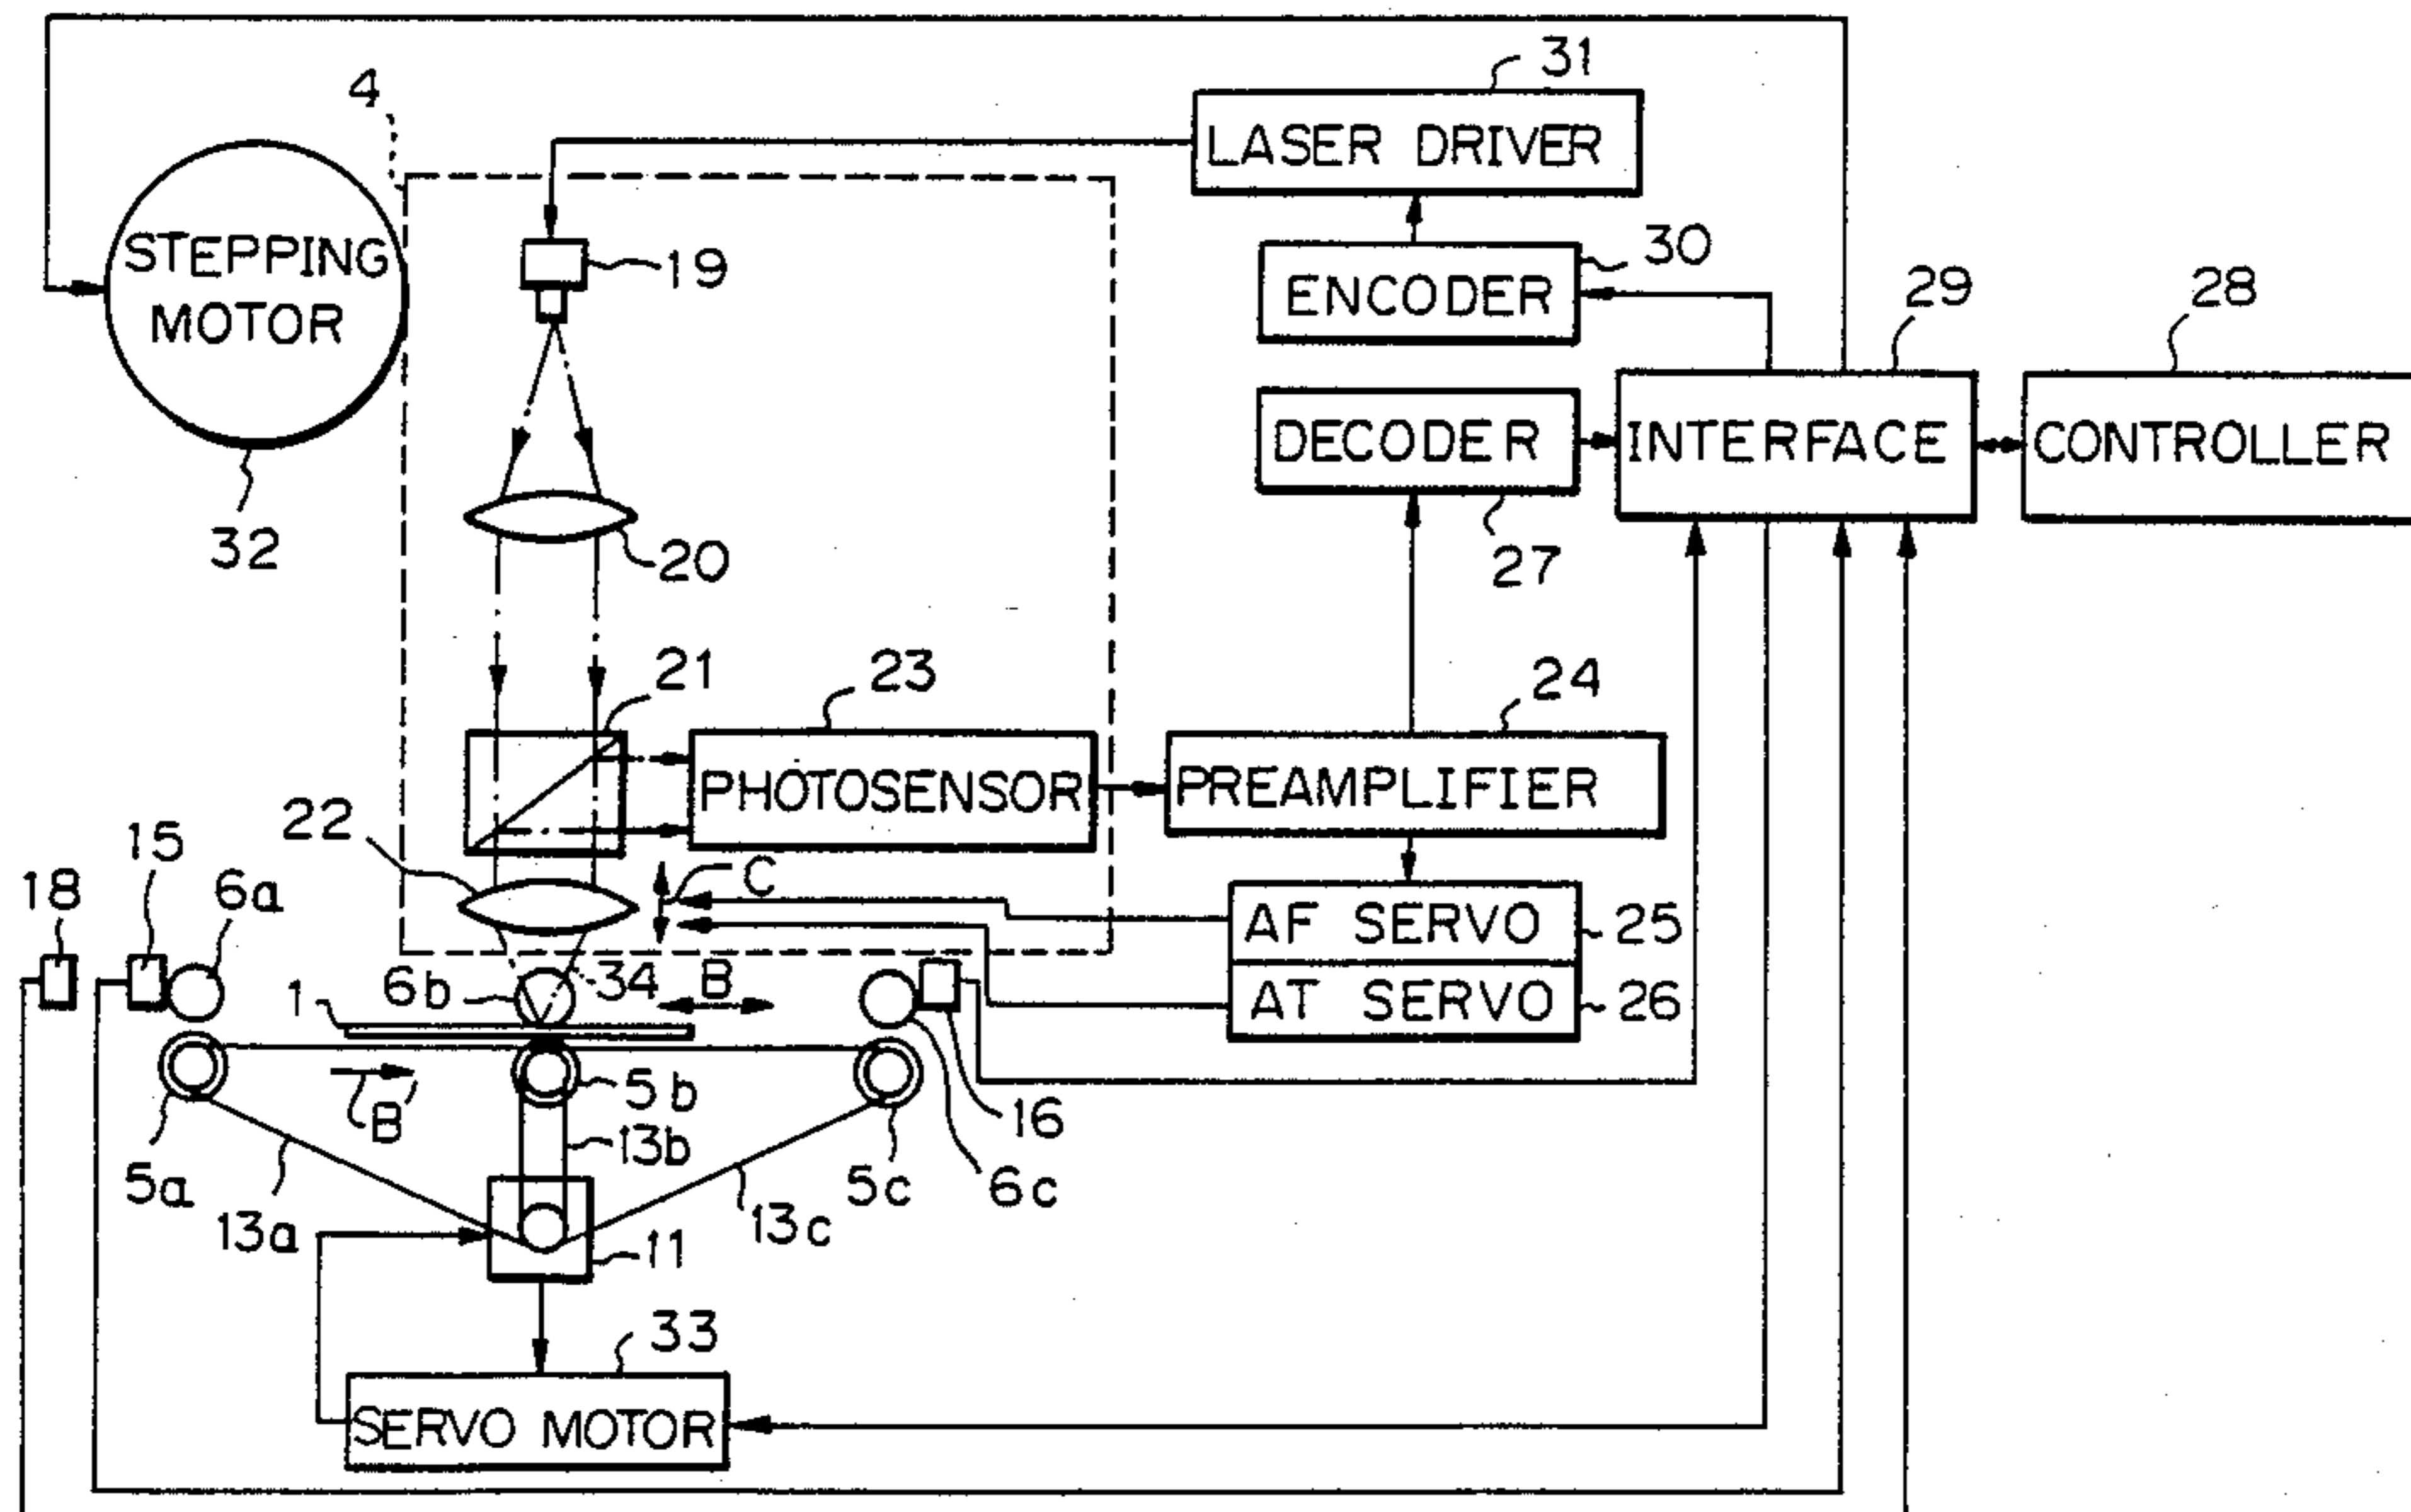 31
4
LASER DRIVER
STEPPING
MOTOR
19
30
ENCODER
29
28
DECODER
INTERFACE
CONTROLLER
32
20
27
21
23
24
PHOTOSENSOR
PREAMPLIFIER
22
15
18
6a
C
AF SERVO
25
6b
34
B
1
AT SERVO
26
5b
B'
16
13b
5a
5c
6c
13a
13c
11
33
SERVO MOTOR